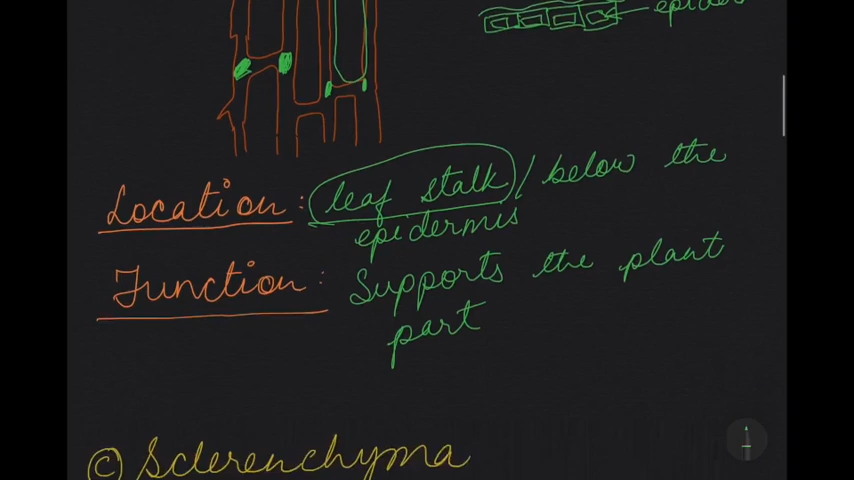 Location: leaf stalk / below the
epidermis
Function: Supports the plant
part
© Sclerenchyma